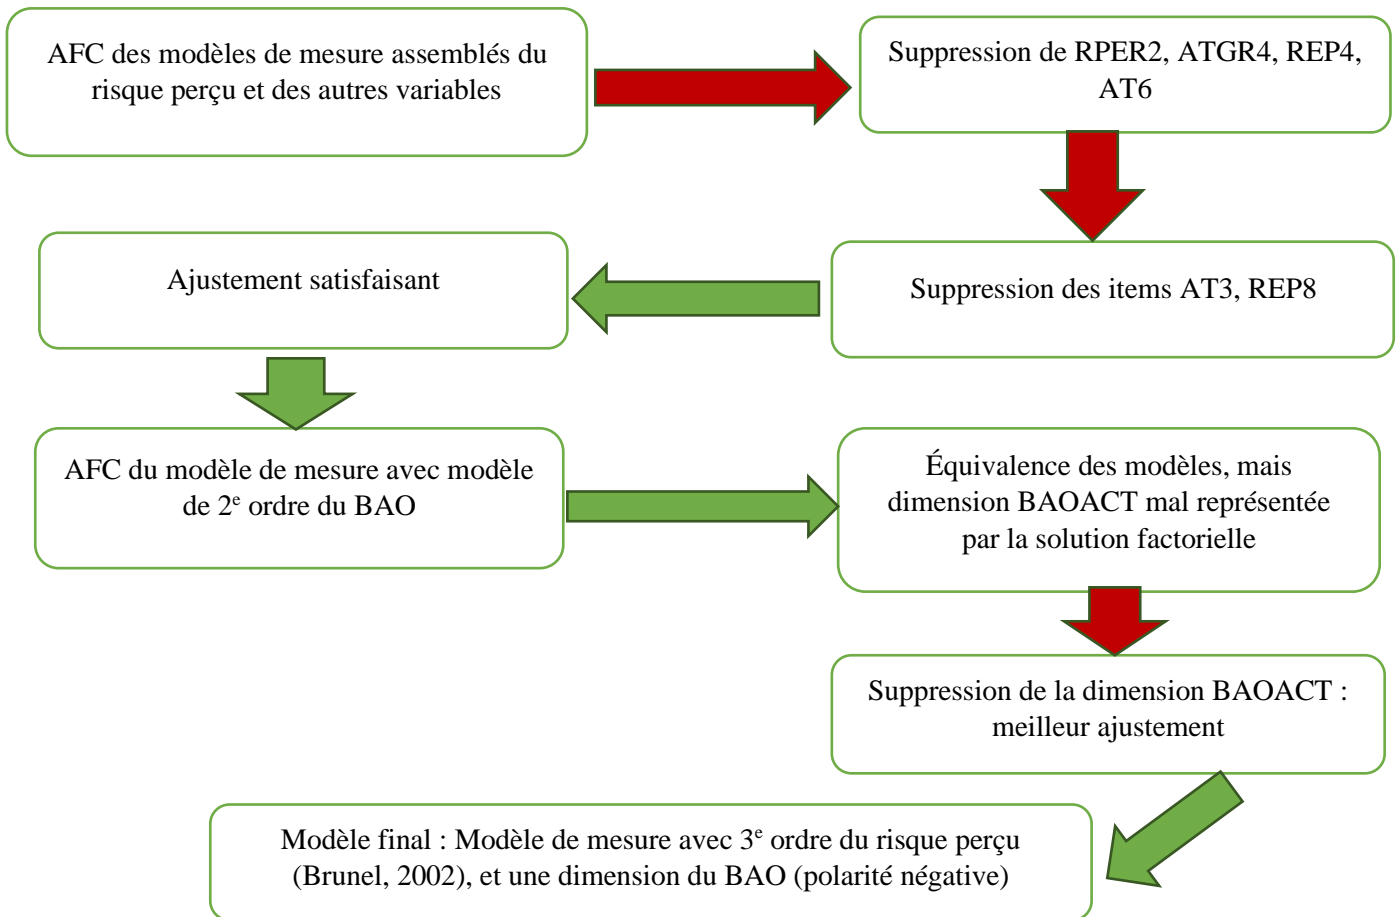 AFC des modèles de mesure assemblés du
risque perçu et des autres variables
Suppression de RPER2, ATGR4, REP4,
AT6
Suppression des items AT3, REP8
Ajustement satisfaisant
AFC du modèle de mesure avec modèle
de 2e ordre du BAO
Équivalence des modèles, mais
dimension BAOACT mal représentée
par la solution factorielle
Suppression de la dimension BAOACT :
meilleur ajustement
Modèle final : Modèle de mesure avec 3e ordre du risque perçu
(Brunel, 2002), et une dimension du BAO (polarité négative)